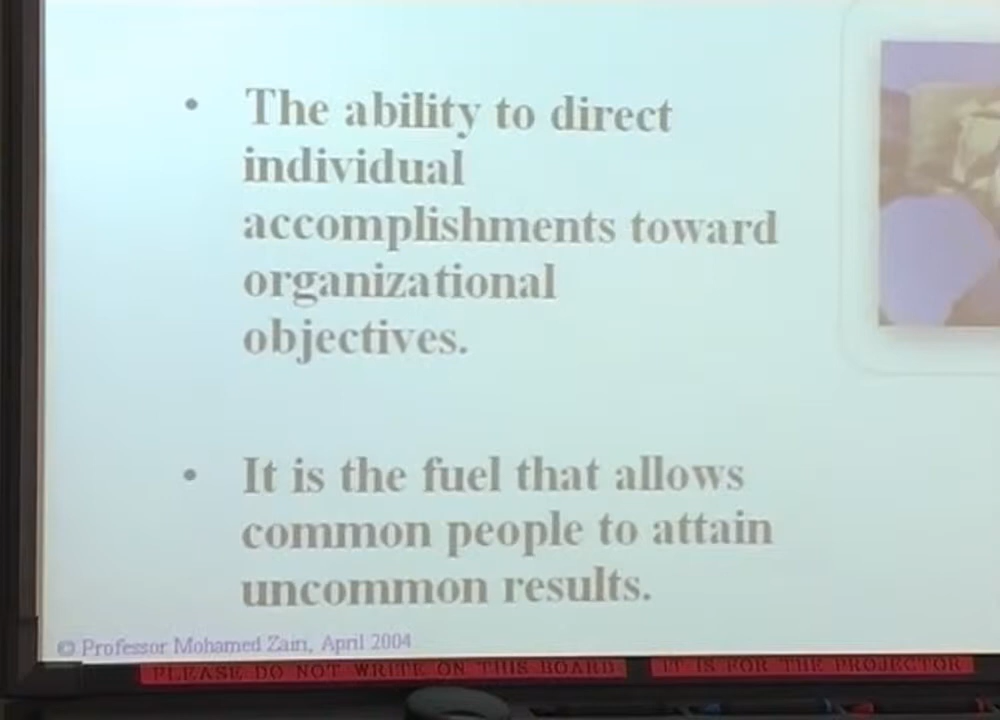 • The ability to direct
individual
accomplishments toward
organizational
objectives.
• It is the fuel that allows
common people to attain
uncommon results.
© Professor Mohamed Zain, April 2004
PLEASE DO NOT WRITE ON THIS BOARD IT IS FOR THE PROJECTOR